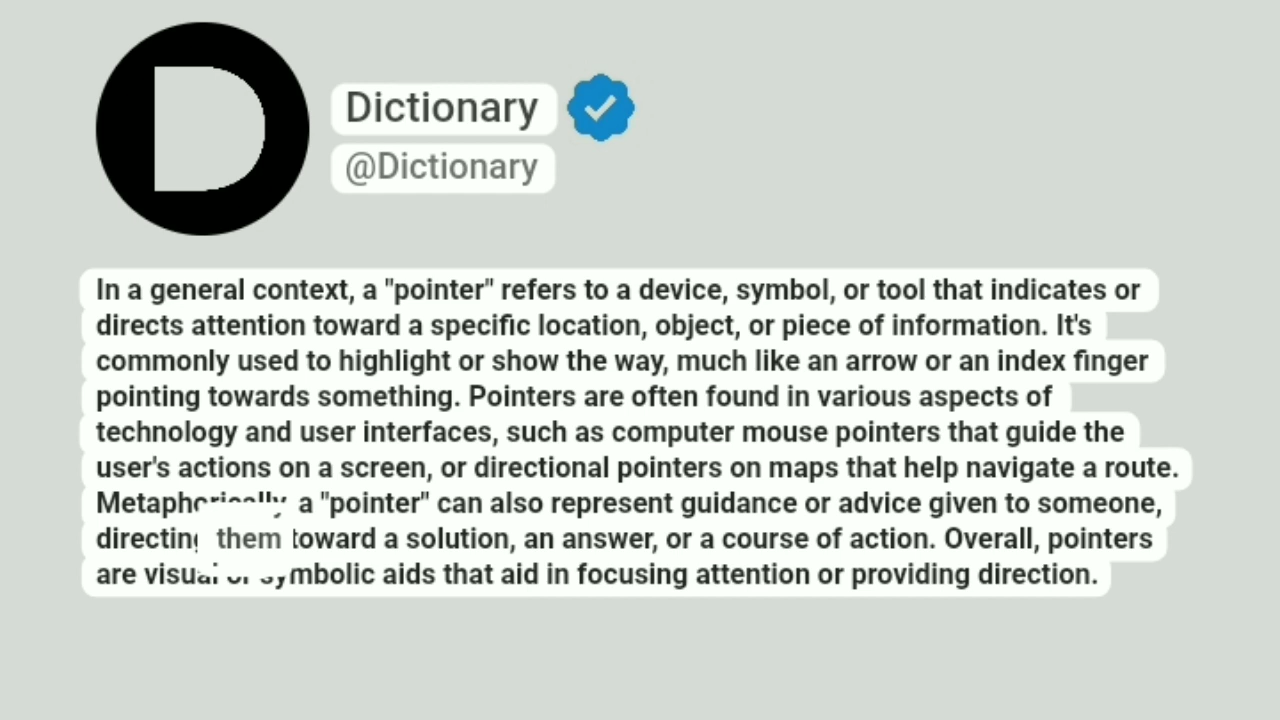 D
Dictionary
@Dictionary
In a general context, a "pointer" refers to a device, symbol, or tool that indicates or
directs attention toward a specific location, object, or piece of information. It's
commonly used to highlight or show the way, much like an arrow or an index finger
pointing towards something. Pointers are often found in various aspects of
technology and user interfaces, such as computer mouse pointers that guide the
user's actions on a screen, or directional pointers on maps that help navigate a route.
Metaphorically, a "pointer" can also represent guidance or advice given to someone,
directing them toward a solution, an answer, or a course of action. Overall, pointers
are visual or symbolic aids that aid in focusing attention or providing direction.